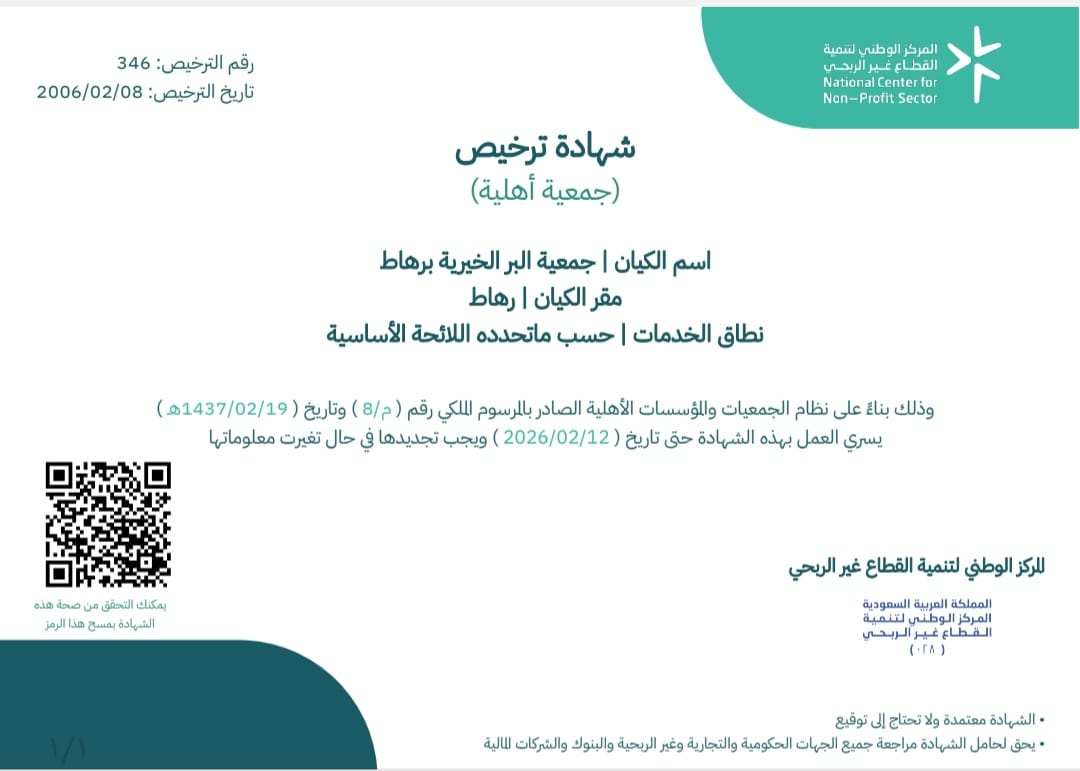 المركز الوطني لتنمية
القطاع غير الربحي
National Center for
Non–Profit Sector
رقم الترخيص: 346
تاريخ الترخيص: 2006/02/08
شهادة ترخيص
(جمعية أهلية)
اسم الكيان | جمعية البر الخيرية برهاط
مقر الكيان | رهاط
نطاق الخدمات | حسب ماتحدده اللائحة الأساسية
وذلك بناءً على نظام الجمعيات والمؤسسات الأهلية الصادر بالمرسوم الملكي رقم ( م/8 ) وتاريخ ( 1437/02/19هـ )
يسري العمل بهذه الشهادة حتى تاريخ ( 2026/02/12 ) ويجب تجديدها في حال تغيرت معلوماتها
يمكنك التحقق من صحة هذه
الشهادة بمسح هذا الرمز
المركز الوطني لتنمية القطاع غير الربحي
المملكة العربية السعودية
المركز الوطني لتنمية
القطاع غير الربحي
( ٠٢٨ )
• الشهادة معتمدة ولا تحتاج إلى توقيع
• يحق لحامل الشهادة مراجعة جميع الجهات الحكومية والتجارية وغير الربحية والبنوك والشركات المالية
١/١